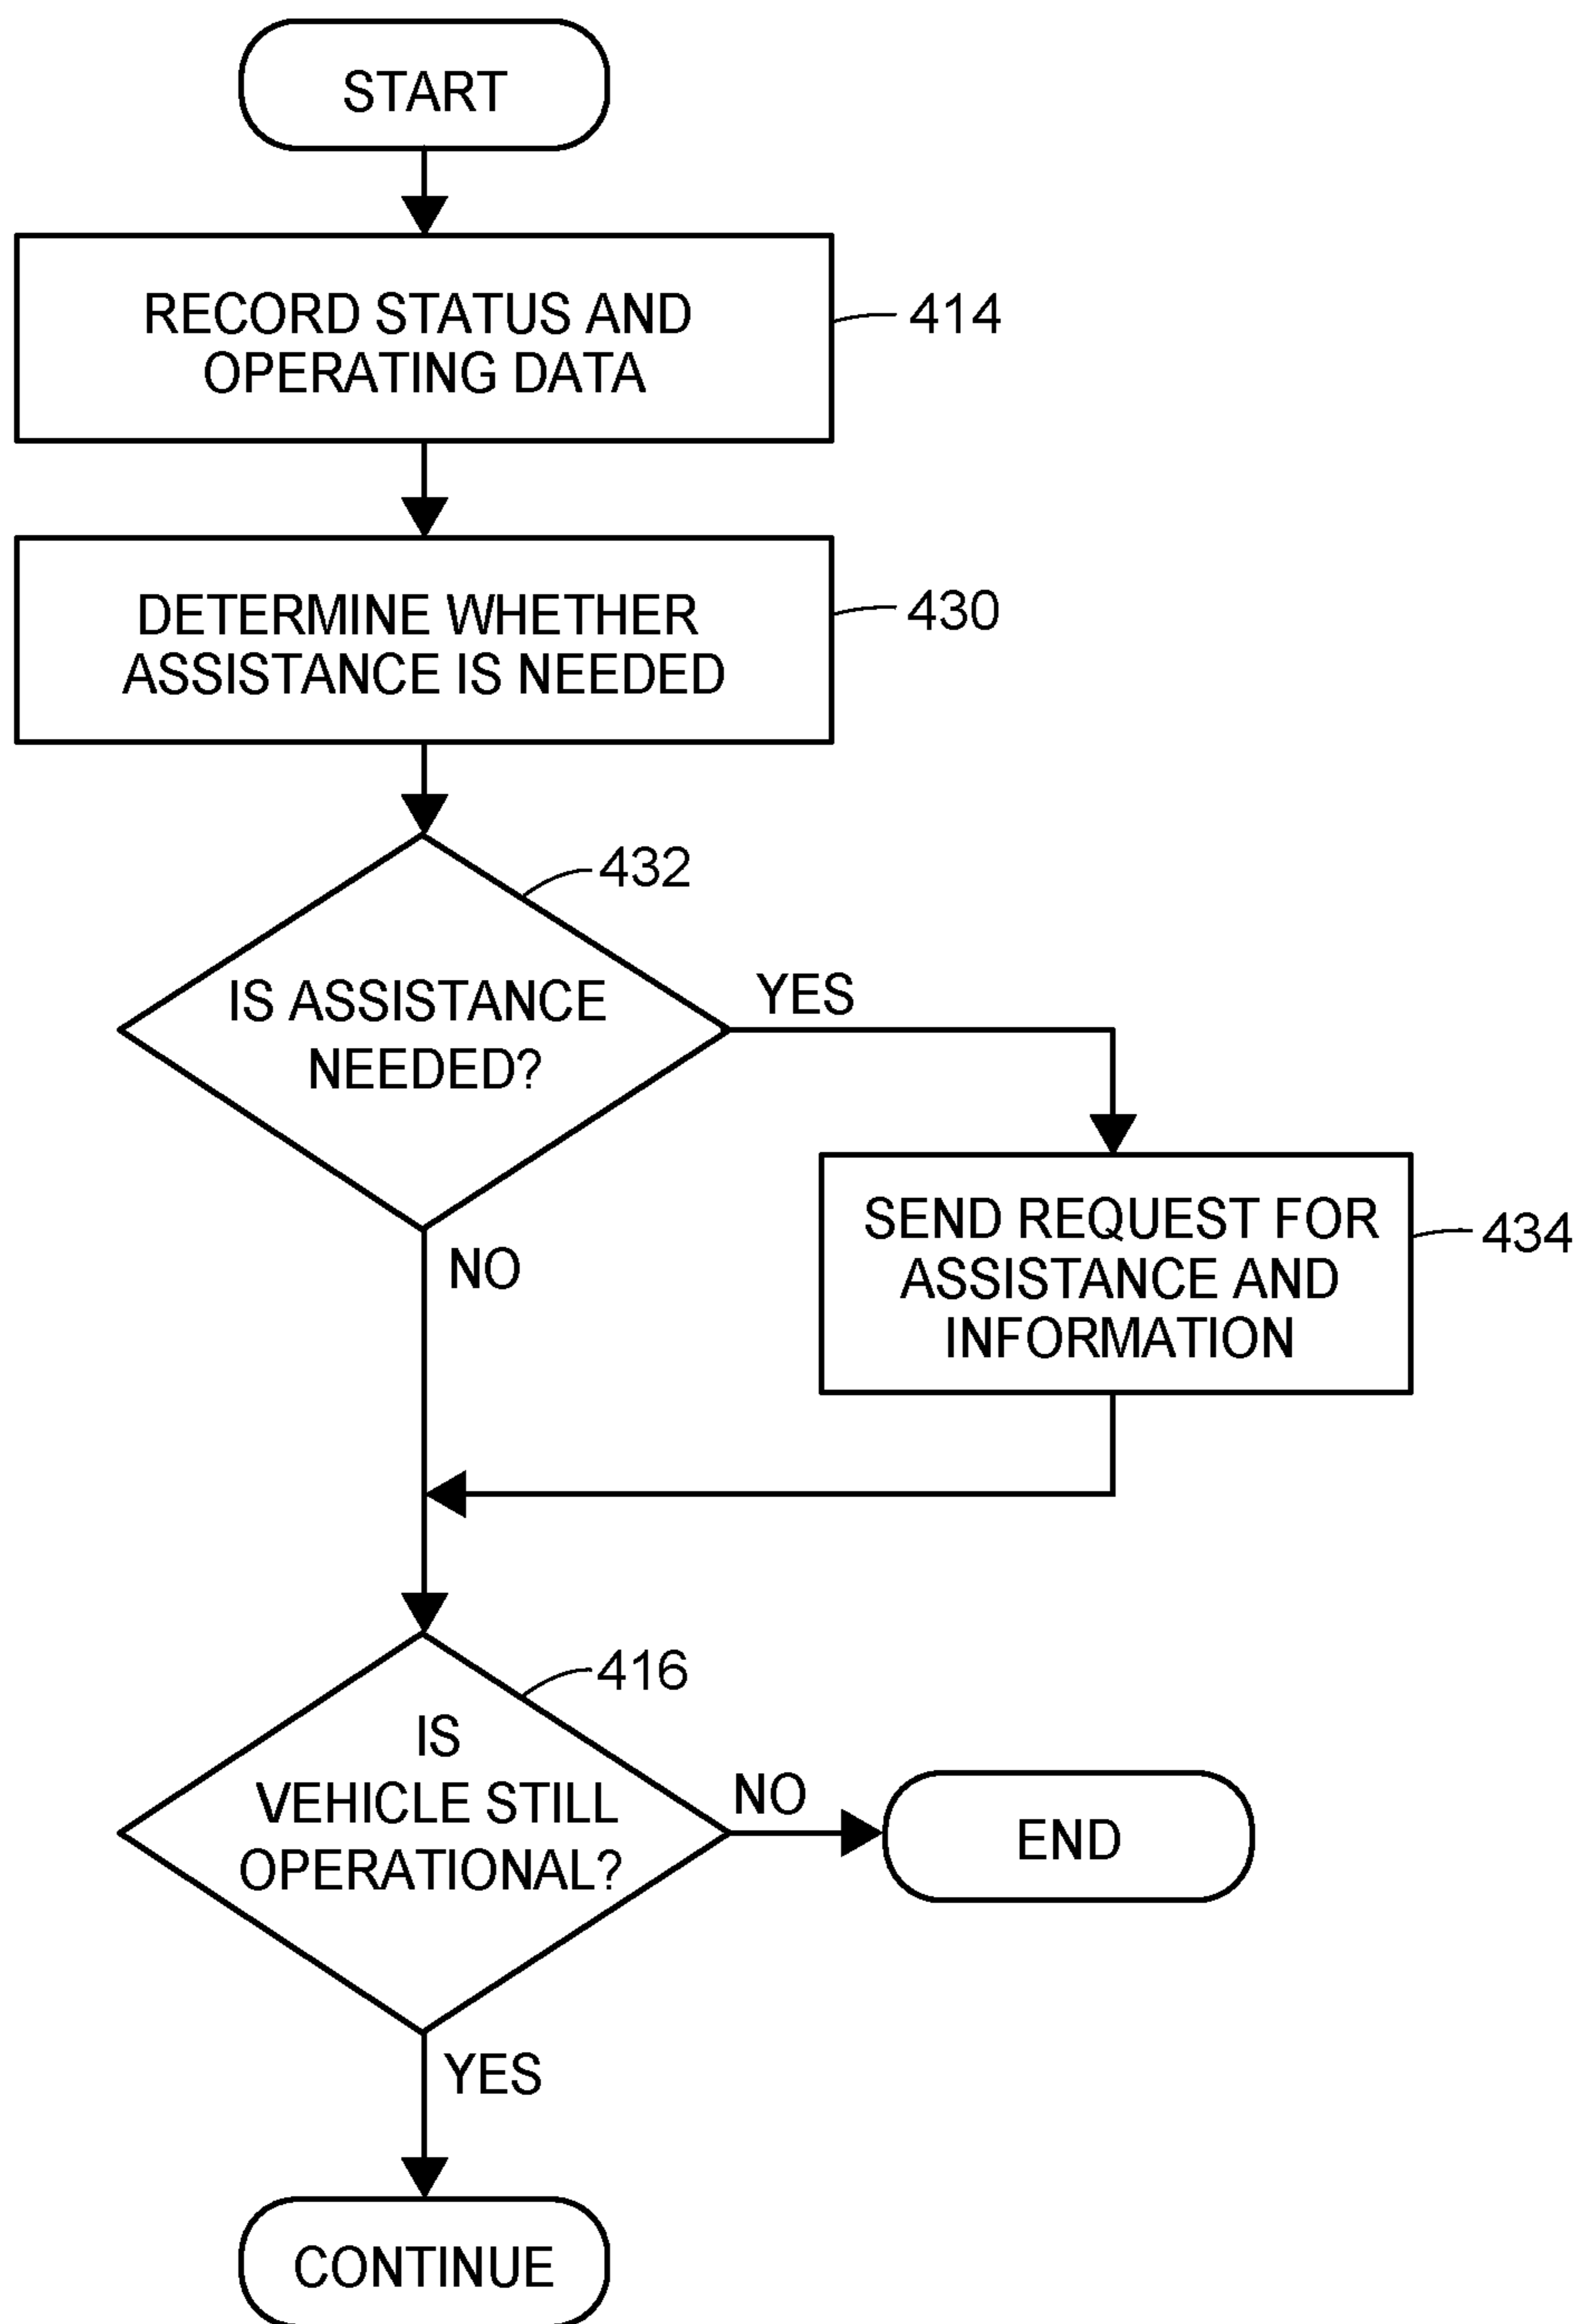 START
RECORD STATUS AND
OPERATING DATA
414
DETERMINE WHETHER
ASSISTANCE IS NEEDED
430
432
IS ASSISTANCE
NEEDED?
YES
NO
SEND REQUEST FOR
ASSISTANCE AND
INFORMATION
434
416
IS
VEHICLE STILL
OPERATIONAL?
NO
END
YES
CONTINUE